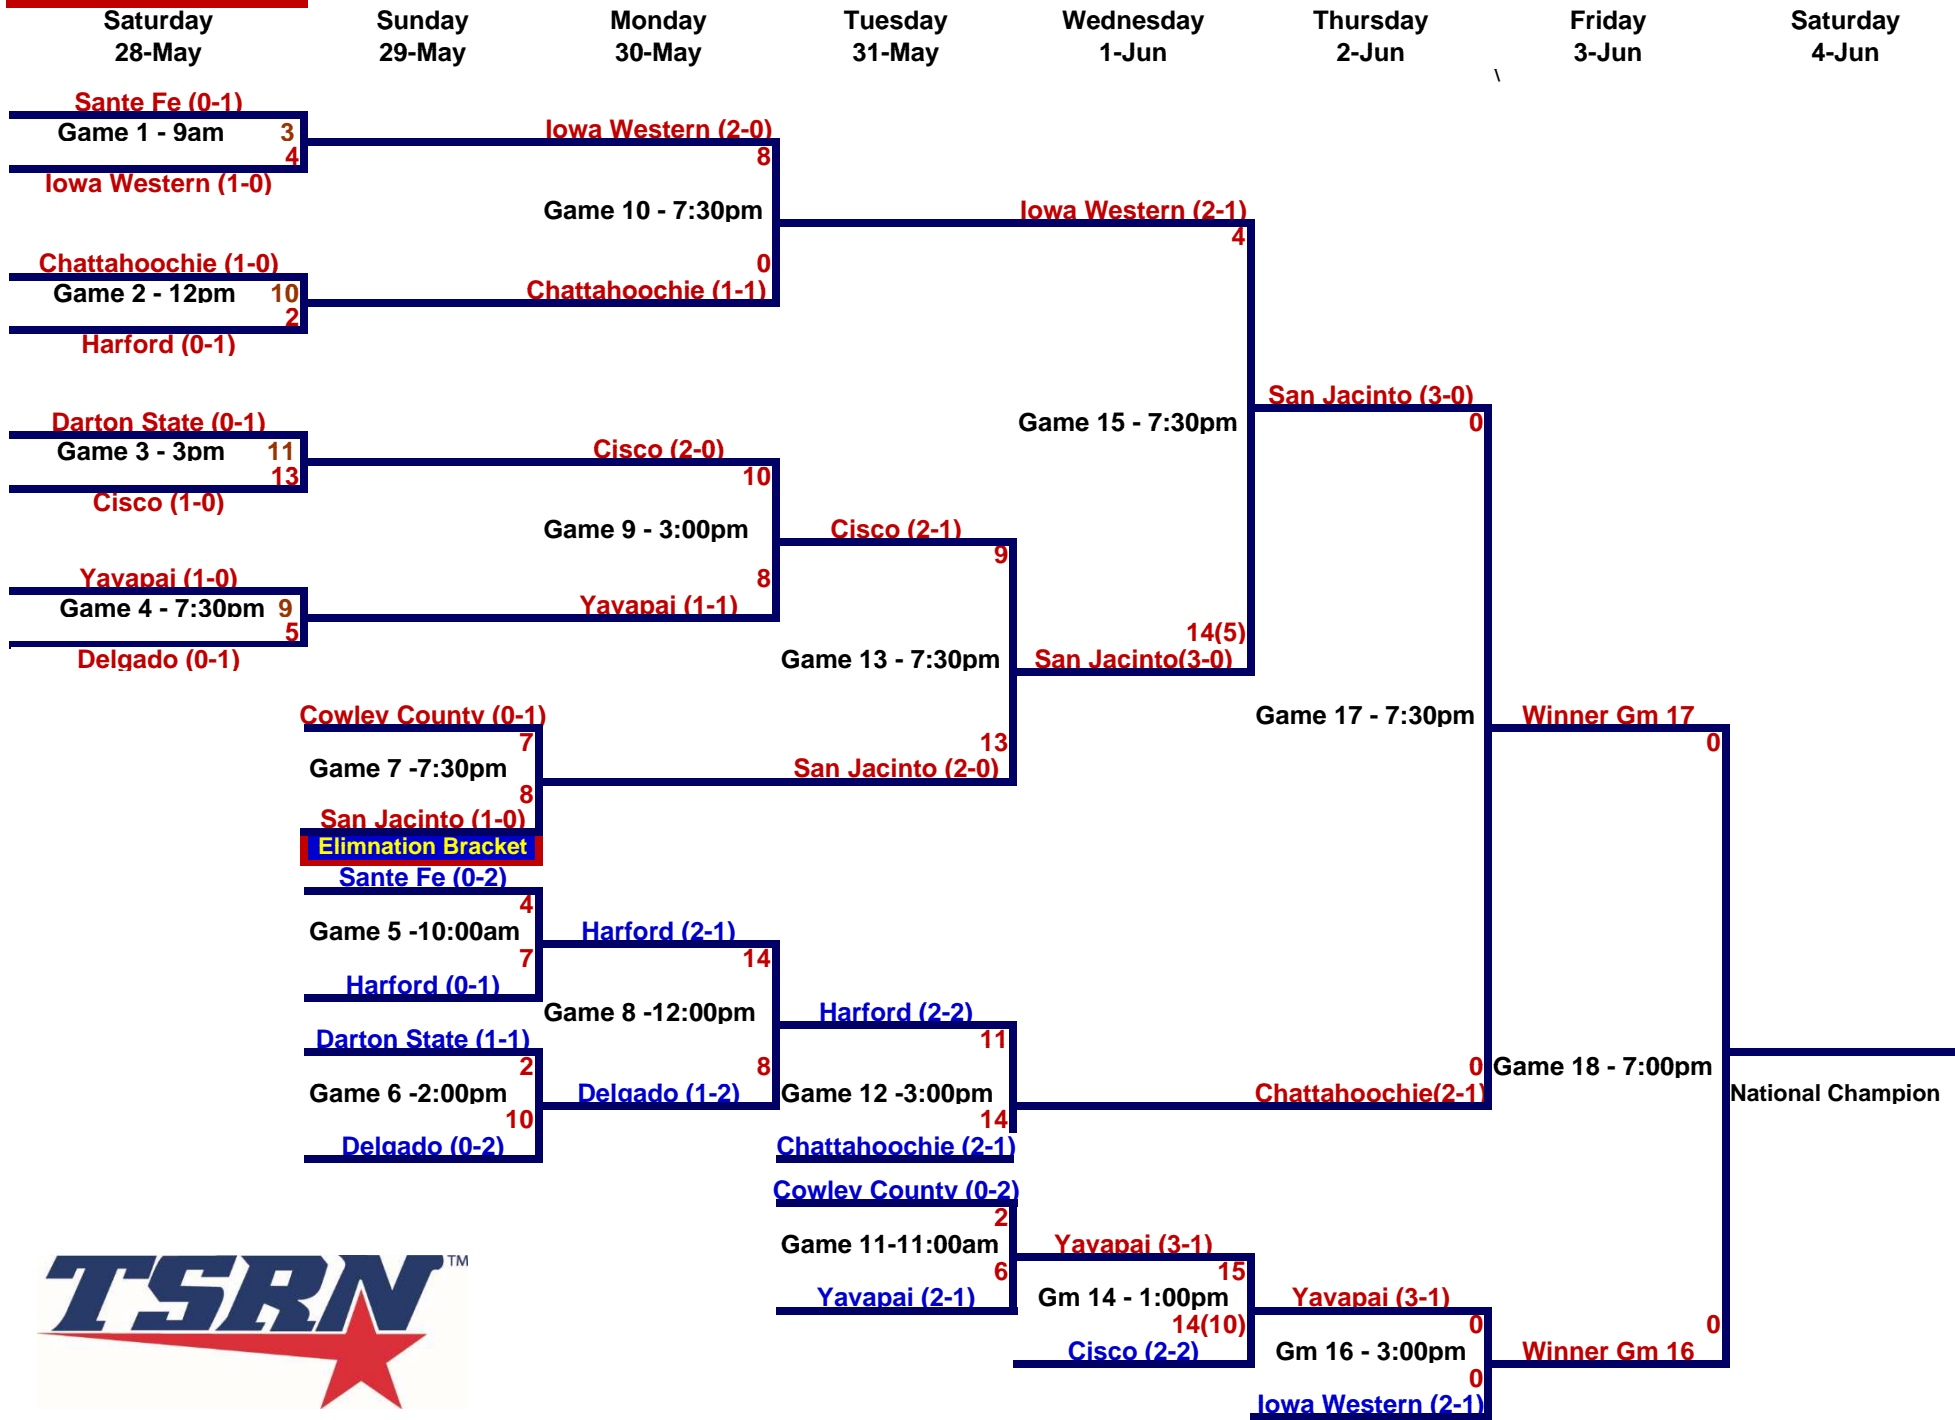 Saturday Sunday Monday Tuesday Wednesday Thursday Friday Saturday
28-May 29-May 30-May 31-May 1-Jun 2-Jun 3-Jun 4-Jun
\
Sante Fe (0-1)
Game 1 - 9am 3
4
Iowa Western (1-0)
Iowa Western (2-0)
8
Game 10 - 7:30pm
0
Chattahoochie (1-1)
Iowa Western (2-1)
4
Chattahoochie (1-0)
Game 2 - 12pm 10
2
Harford (0-1)
Game 15 - 7:30pm
San Jacinto (3-0)
0
Darton State (0-1)
Game 3 - 3pm 11
13
Cisco (1-0)
Cisco (2-0)
10
Game 9 - 3:00pm
8
Yavapai (1-1)
Cisco (2-1)
9
Yavapai (1-0)
Game 4 - 7:30pm 9
5
Delgado (0-1)
Game 13 - 7:30pm
14(5)
San Jacinto(3-0)
Cowley County (0-1)
7
Game 7 -7:30pm
8
San Jacinto (1-0)
13
San Jacinto (2-0)
Game 17 - 7:30pm
Winner Gm 17
0
Elimnation Bracket
Sante Fe (0-2)
4
Game 5 -10:00am
7
Harford (0-1)
Harford (2-1)
14
Game 8 -12:00pm
8
Delgado (1-2)
Harford (2-2)
11
Game 12 -3:00pm
14
Chattahoochie (2-1)
Darton State (1-1)
2
Game 6 -2:00pm
10
Delgado (0-2)
0
Chattahoochie(2-1)
Game 18 - 7:00pm
National Champion
Cowley County (0-2)
2
Game 11-11:00am
6
Yavapai (2-1)
Yavapai (3-1)
15
Gm 14 - 1:00pm
14(10)
Cisco (2-2)
Yavapai (3-1)
0
Gm 16 - 3:00pm
0
Iowa Western (2-1)
0
Winner Gm 16
TSRN™